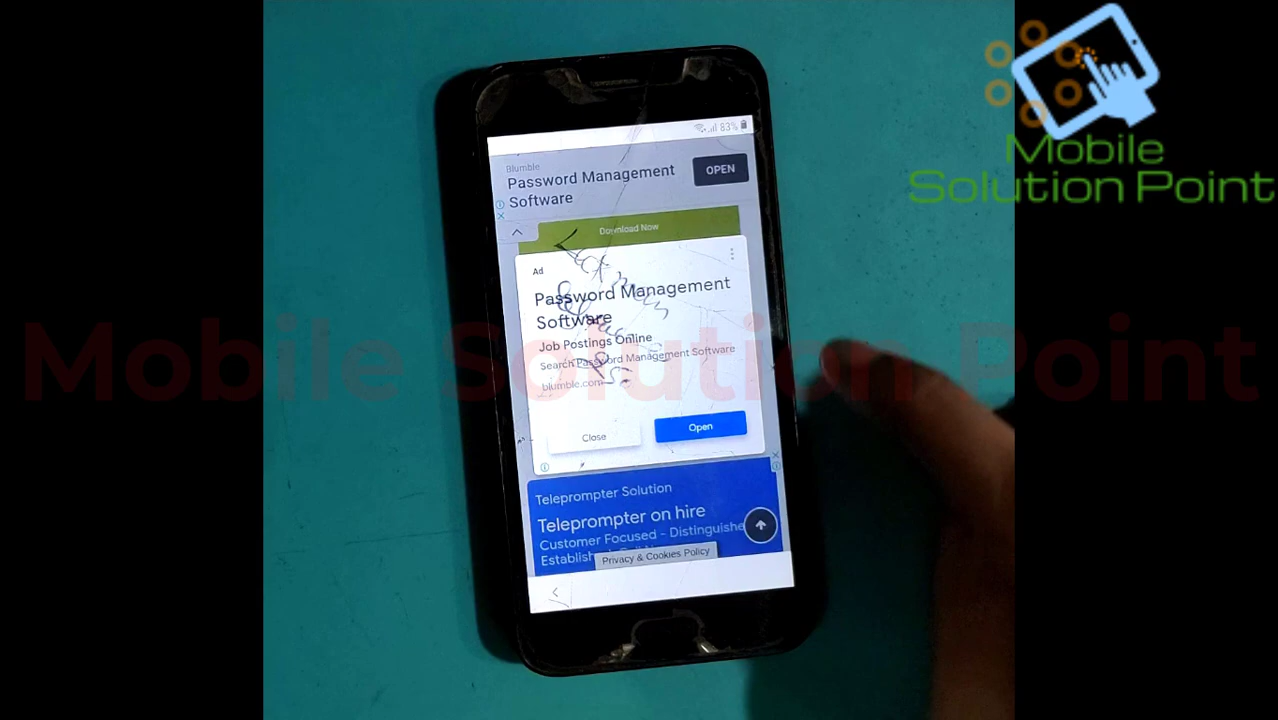 Mobile
Solution Point
83%
Blumble
Password Management
Software
OPEN
Download Now
Ad
Password Management
Software
Job Postings Online
Search Password Management Software
blumble.com
Close
Open
Teleprompter Solution
Teleprompter on hire
Customer Focused - Distinguishe
Privacy & Cookies Policy
Mobile Solution Point